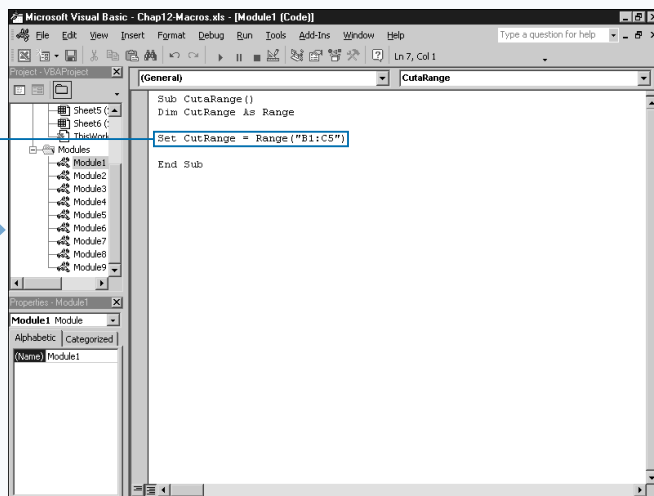 Microsoft Visual Basic - Chap12-Macros.xls - [Module1 (Code)]
File Edit View Insert Format Debug Run Tools Add-Ins Window Help Type a question for help
Ln 7, Col 1
Project - VBAProject
(General) CutaRange
Sheet5 (
Sheet6 (
ThisWork
Modules
Module1
Module2
Module3
Module4
Module5
Module6
Module7
Module8
Module9
Sub CutaRange()
Dim CutRange As Range
Set CutRange = Range("B1:C5")
End Sub
Properties - Module1
Module1 Module
Alphabetic Categorized
(Name) Module1